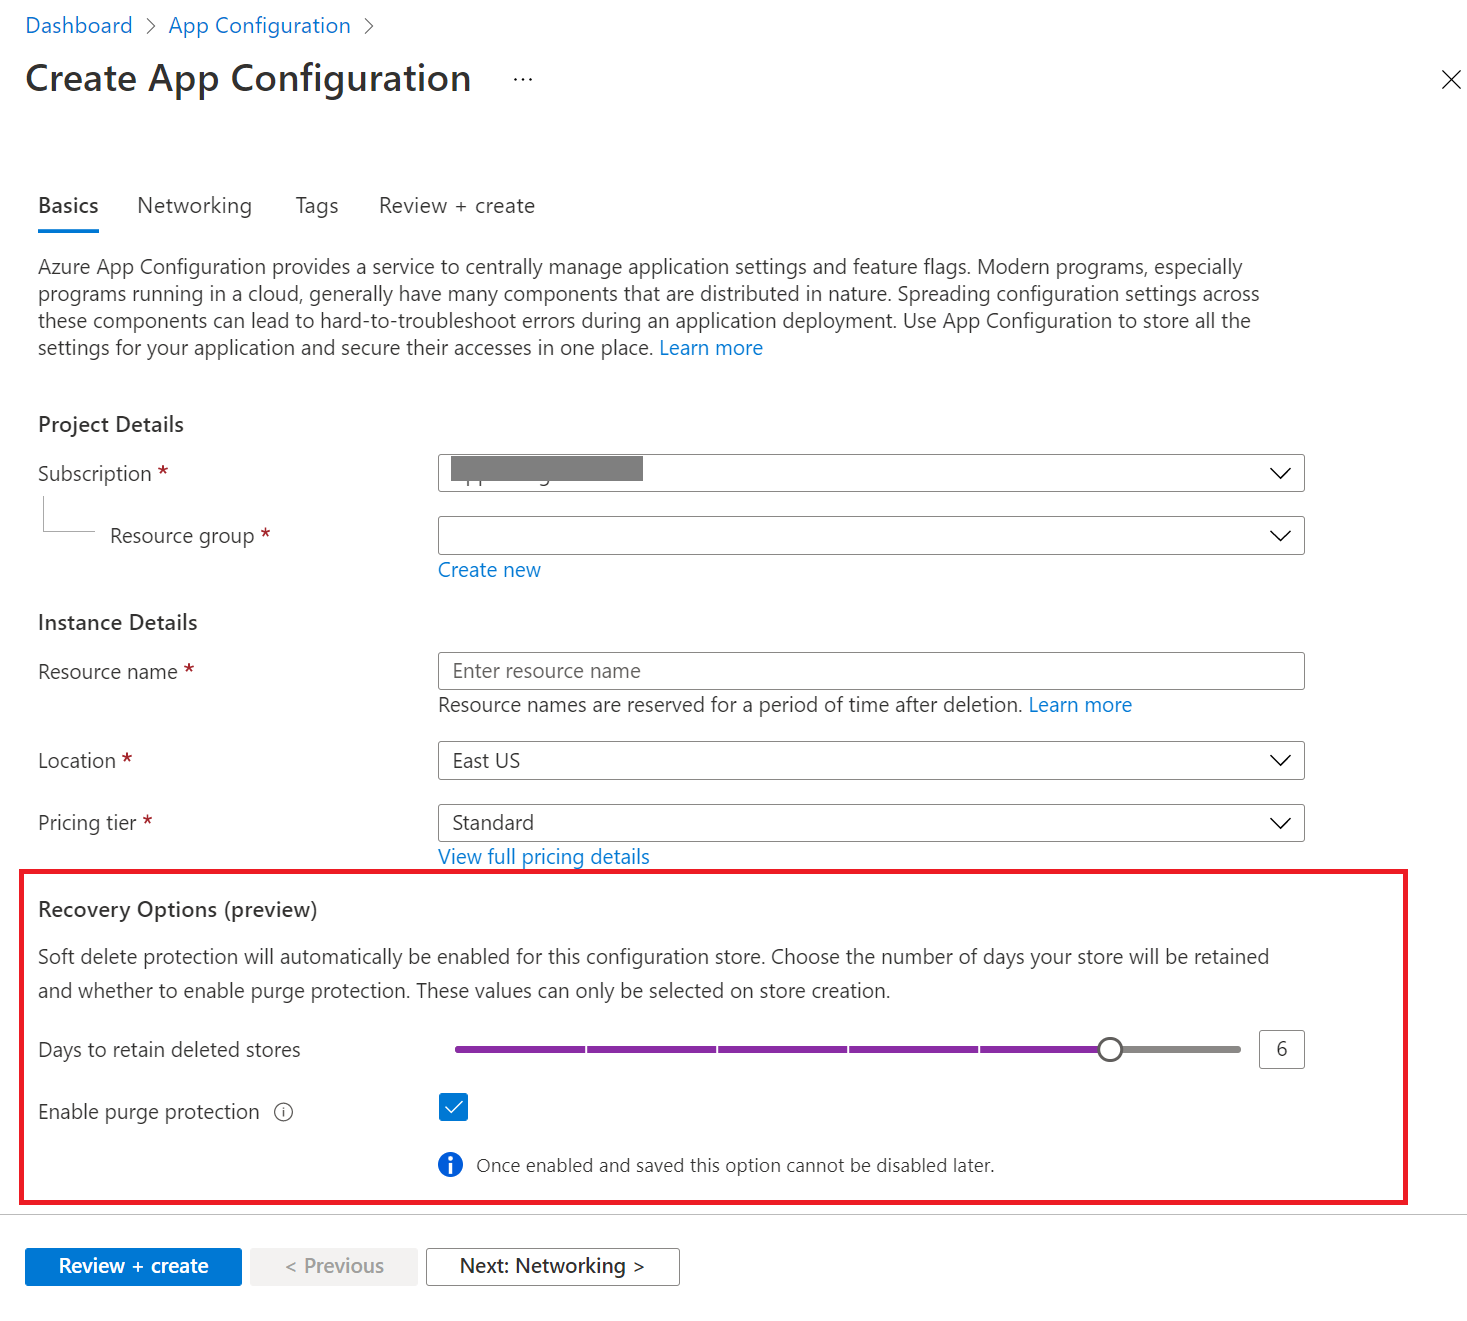 Dashboard > App Configuration >
Create App Configuration ...
Basics Networking Tags Review + create
Azure App Configuration provides a service to centrally manage application settings and feature flags. Modern programs, especially
programs running in a cloud, generally have many components that are distributed in nature. Spreading configuration settings across
these components can lead to hard-to-troubleshoot errors during an application deployment. Use App Configuration to store all the
settings for your application and secure their accesses in one place. Learn more
Project Details
Subscription *
Resource group *
Create new
Instance Details
Resource name * Enter resource name
Resource names are reserved for a period of time after deletion. Learn more
Location * East US
Pricing tier * Standard
View full pricing details
Recovery Options (preview)
Soft delete protection will automatically be enabled for this configuration store. Choose the number of days your store will be retained
and whether to enable purge protection. These values can only be selected on store creation.
Days to retain deleted stores 6
Enable purge protection
Once enabled and saved this option cannot be disabled later.
Review + create < Previous Next: Networking >